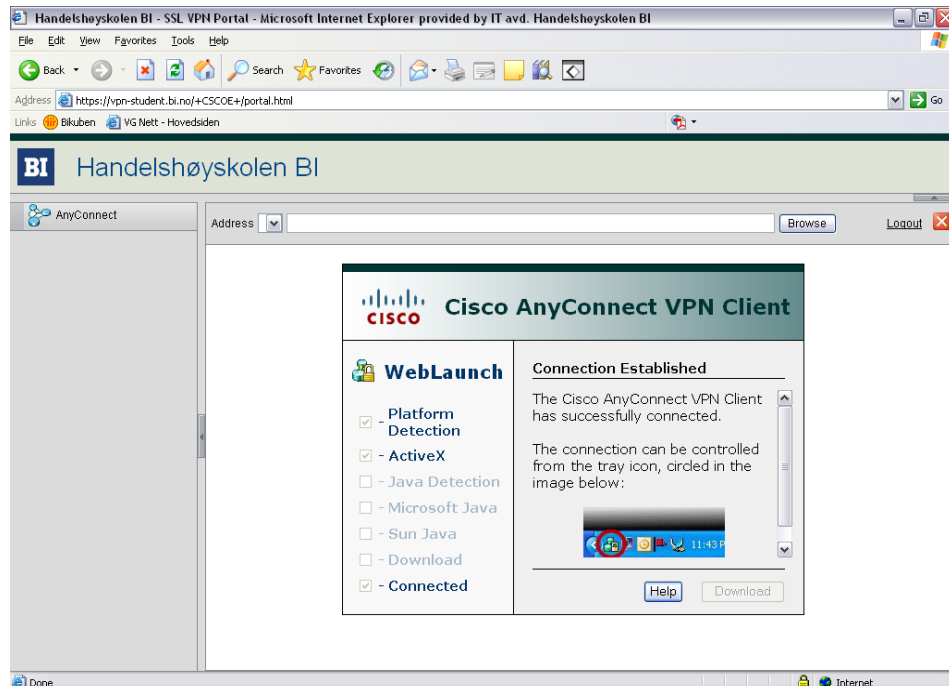 Handelshøyskolen BI - SSL VPN Portal - Microsoft Internet Explorer provided by IT avd. Handelshøyskolen BI
File Edit View Favorites Tools Help
Back Search Favorites
Address https://vpn-student.bi.no/+CSCOE+/portal.html Go
Links Bikuben VG Nett - Hovedsiden
BI Handelshøyskolen BI
AnyConnect
Address Browse Logout
CISCO Cisco AnyConnect VPN Client
WebLaunch
- Platform
Detection
- ActiveX
- Java Detection
- Microsoft Java
- Sun Java
- Download
- Connected
Connection Established
The Cisco AnyConnect VPN Client
has successfully connected.
The connection can be controlled
from the tray icon, circled in the
image below:
11:43 P
Help Download
Done Internet